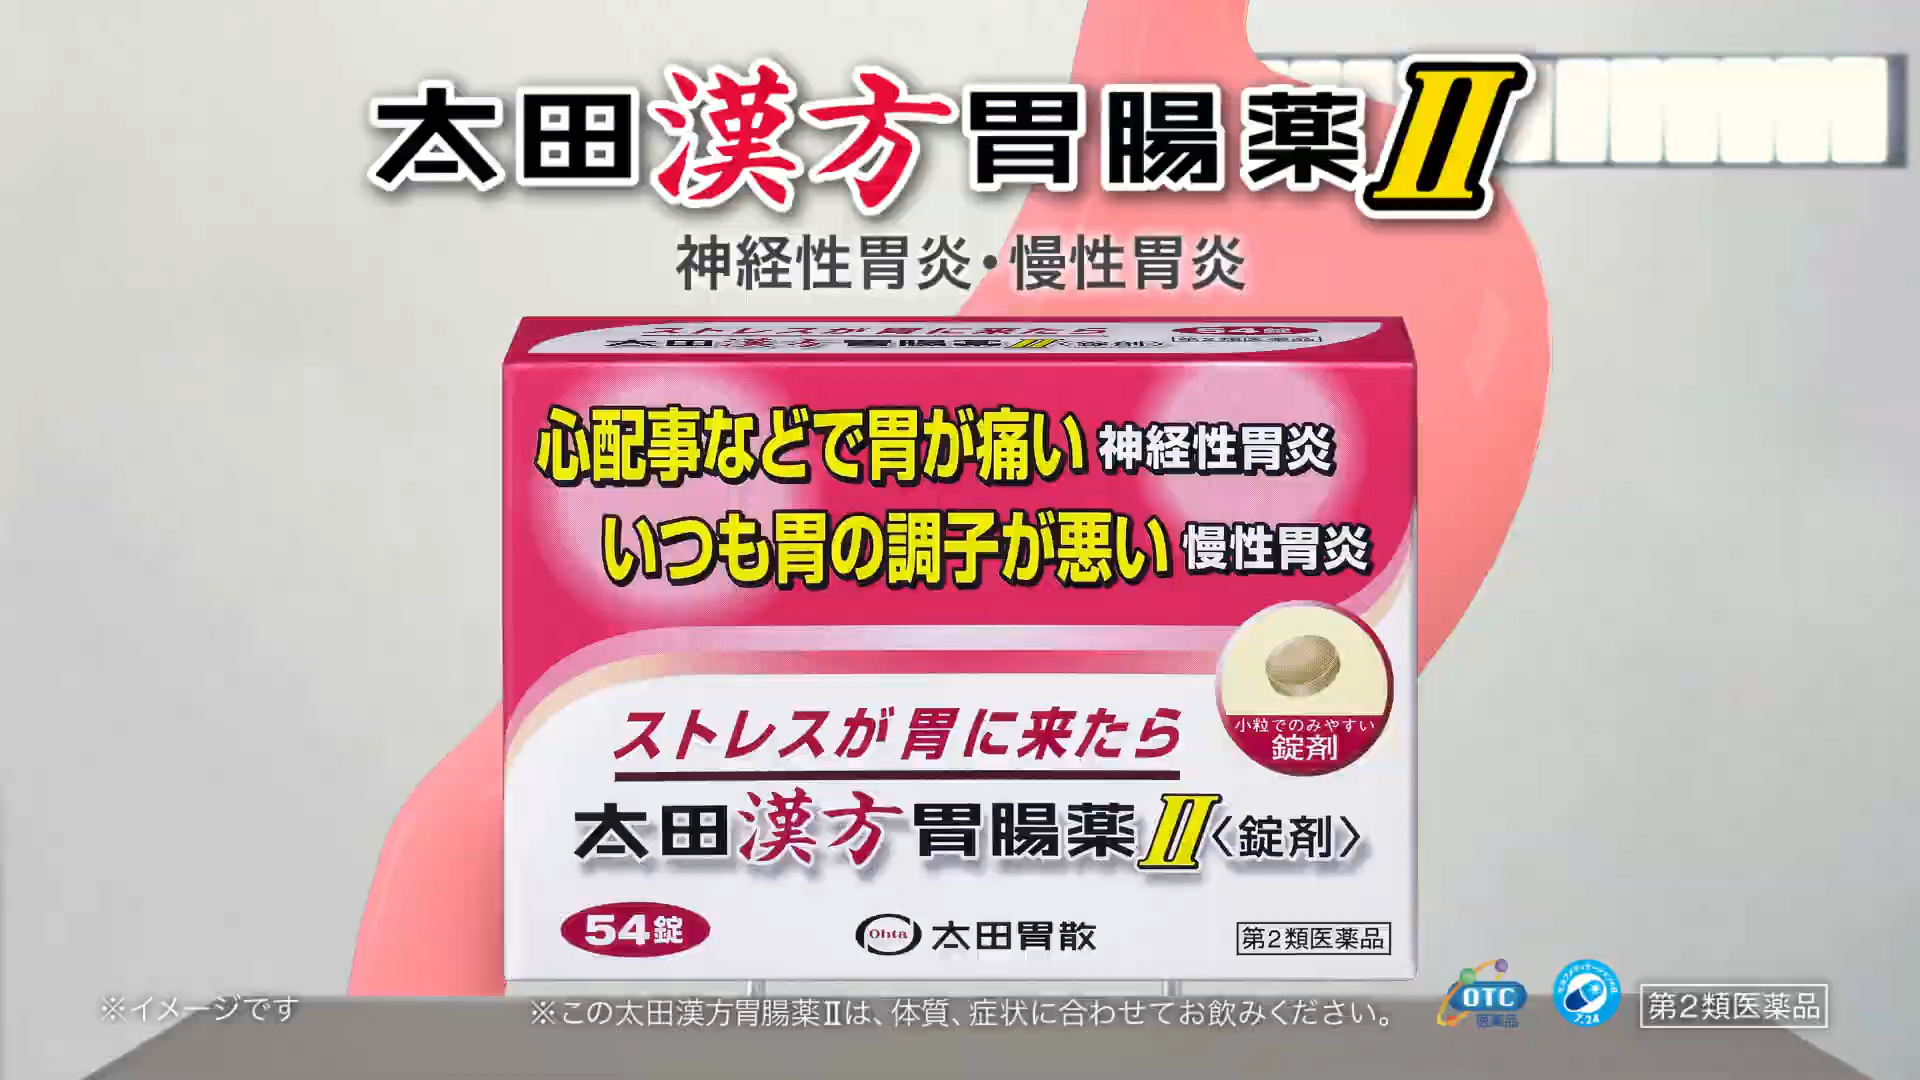 太田漢方胃腸薬Ⅱ
神経性胃炎・慢性胃炎
ストレスが胃に来たら
54錠
太田漢方胃腸薬Ⅱ〈錠剤〉
第2類医薬品
心配事などで胃が痛い 神経性胃炎
いつも胃の調子が悪い 慢性胃炎
小粒でのみやすい
錠剤
ストレスが胃に来たら
太田漢方胃腸薬Ⅱ〈錠剤〉
54錠
Ohta 太田胃散
第2類医薬品
※イメージです
※この太田漢方胃腸薬Ⅱは、体質、症状に合わせてお飲みください。
OTC
医薬品
7.24
第2類医薬品